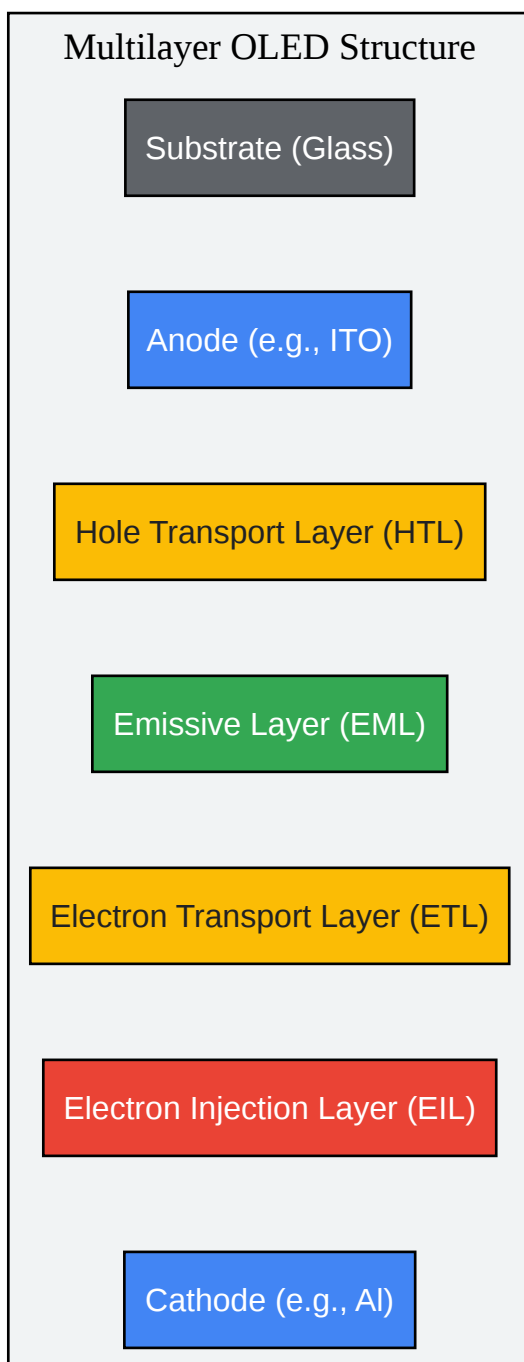 Multilayer OLED Structure
Substrate (Glass)
Anode (e.g., ITO)
Hole Transport Layer (HTL)
Emissive Layer (EML)
Electron Transport Layer (ETL)
Electron Injection Layer (EIL)
Cathode (e.g., Al)